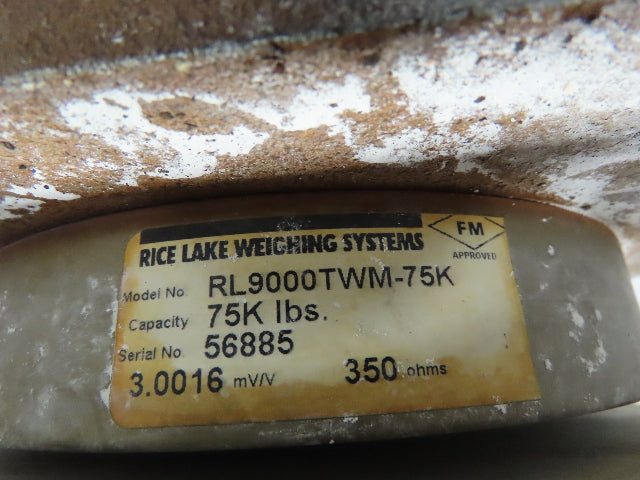 RICE LAKE WEIGHING SYSTEMS
FM
APPROVED
Model No. RL9000TWM-75K
Capacity 75K lbs.
Serial No. 56885
3.0016 mV/V 350 ohms